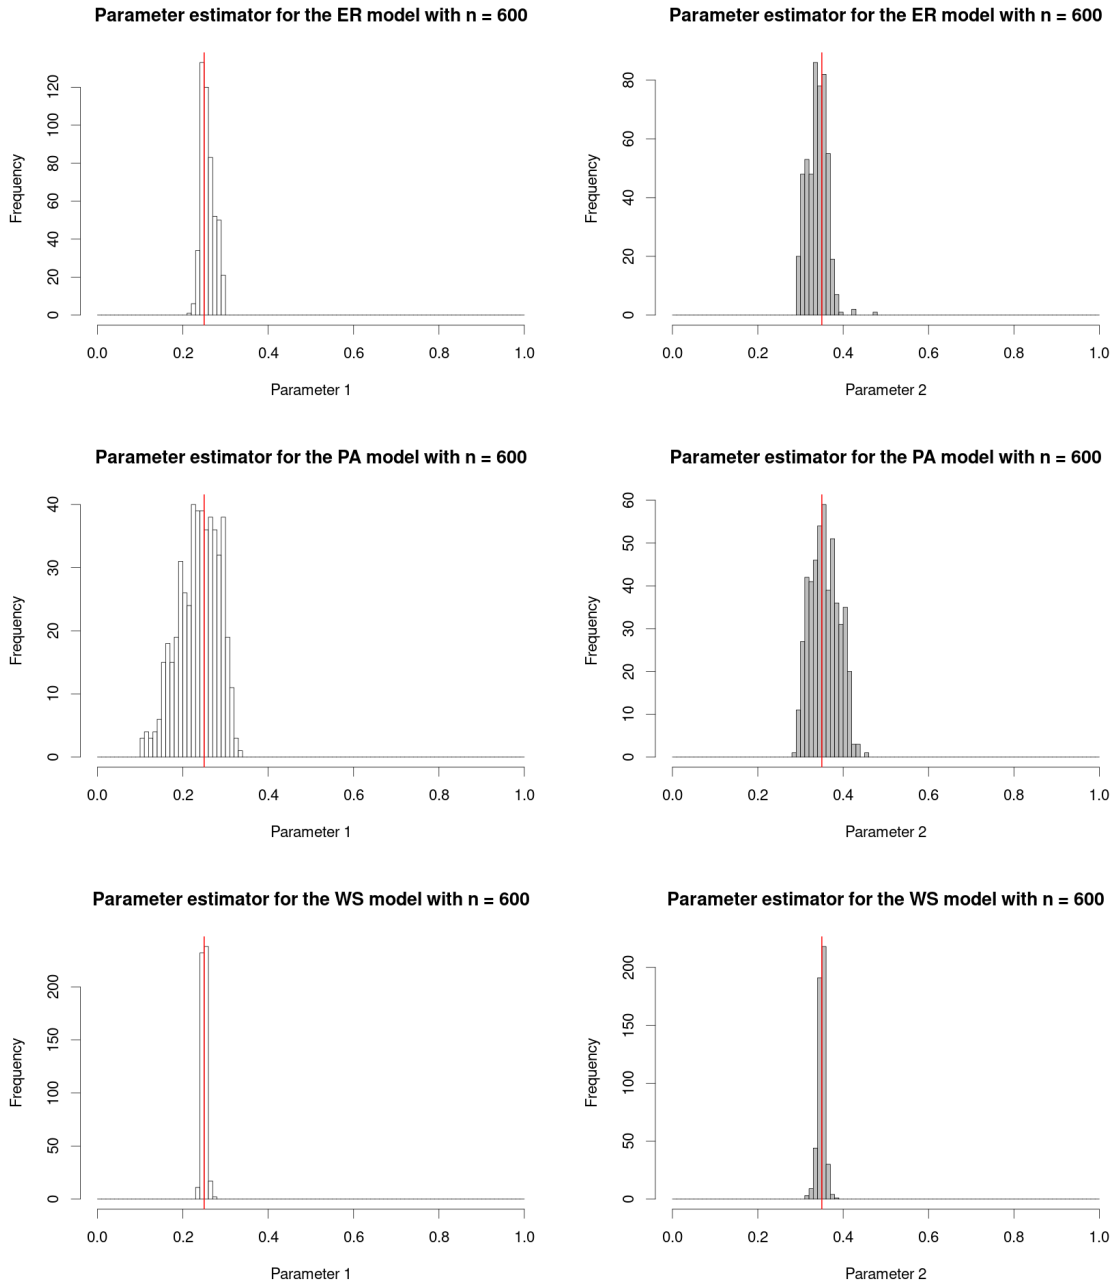 Parameter estimator for the ER model with n = 600
Frequency
0 20 40 60 80 100 120
0.0 0.2 0.4 0.6 0.8 1.0
Parameter 1
Parameter estimator for the ER model with n = 600
Frequency
0 20 40 60 80
0.0 0.2 0.4 0.6 0.8 1.0
Parameter 2
Parameter estimator for the PA model with n = 600
Frequency
0 10 20 30 40
0.0 0.2 0.4 0.6 0.8 1.0
Parameter 1
Parameter estimator for the PA model with n = 600
Frequency
0 10 20 30 40 50 60
0.0 0.2 0.4 0.6 0.8 1.0
Parameter 2
Parameter estimator for the WS model with n = 600
Frequency
0 50 100 150 200
0.0 0.2 0.4 0.6 0.8 1.0
Parameter 1
Parameter estimator for the WS model with n = 600
Frequency
0 50 100 150 200
0.0 0.2 0.4 0.6 0.8 1.0
Parameter 2